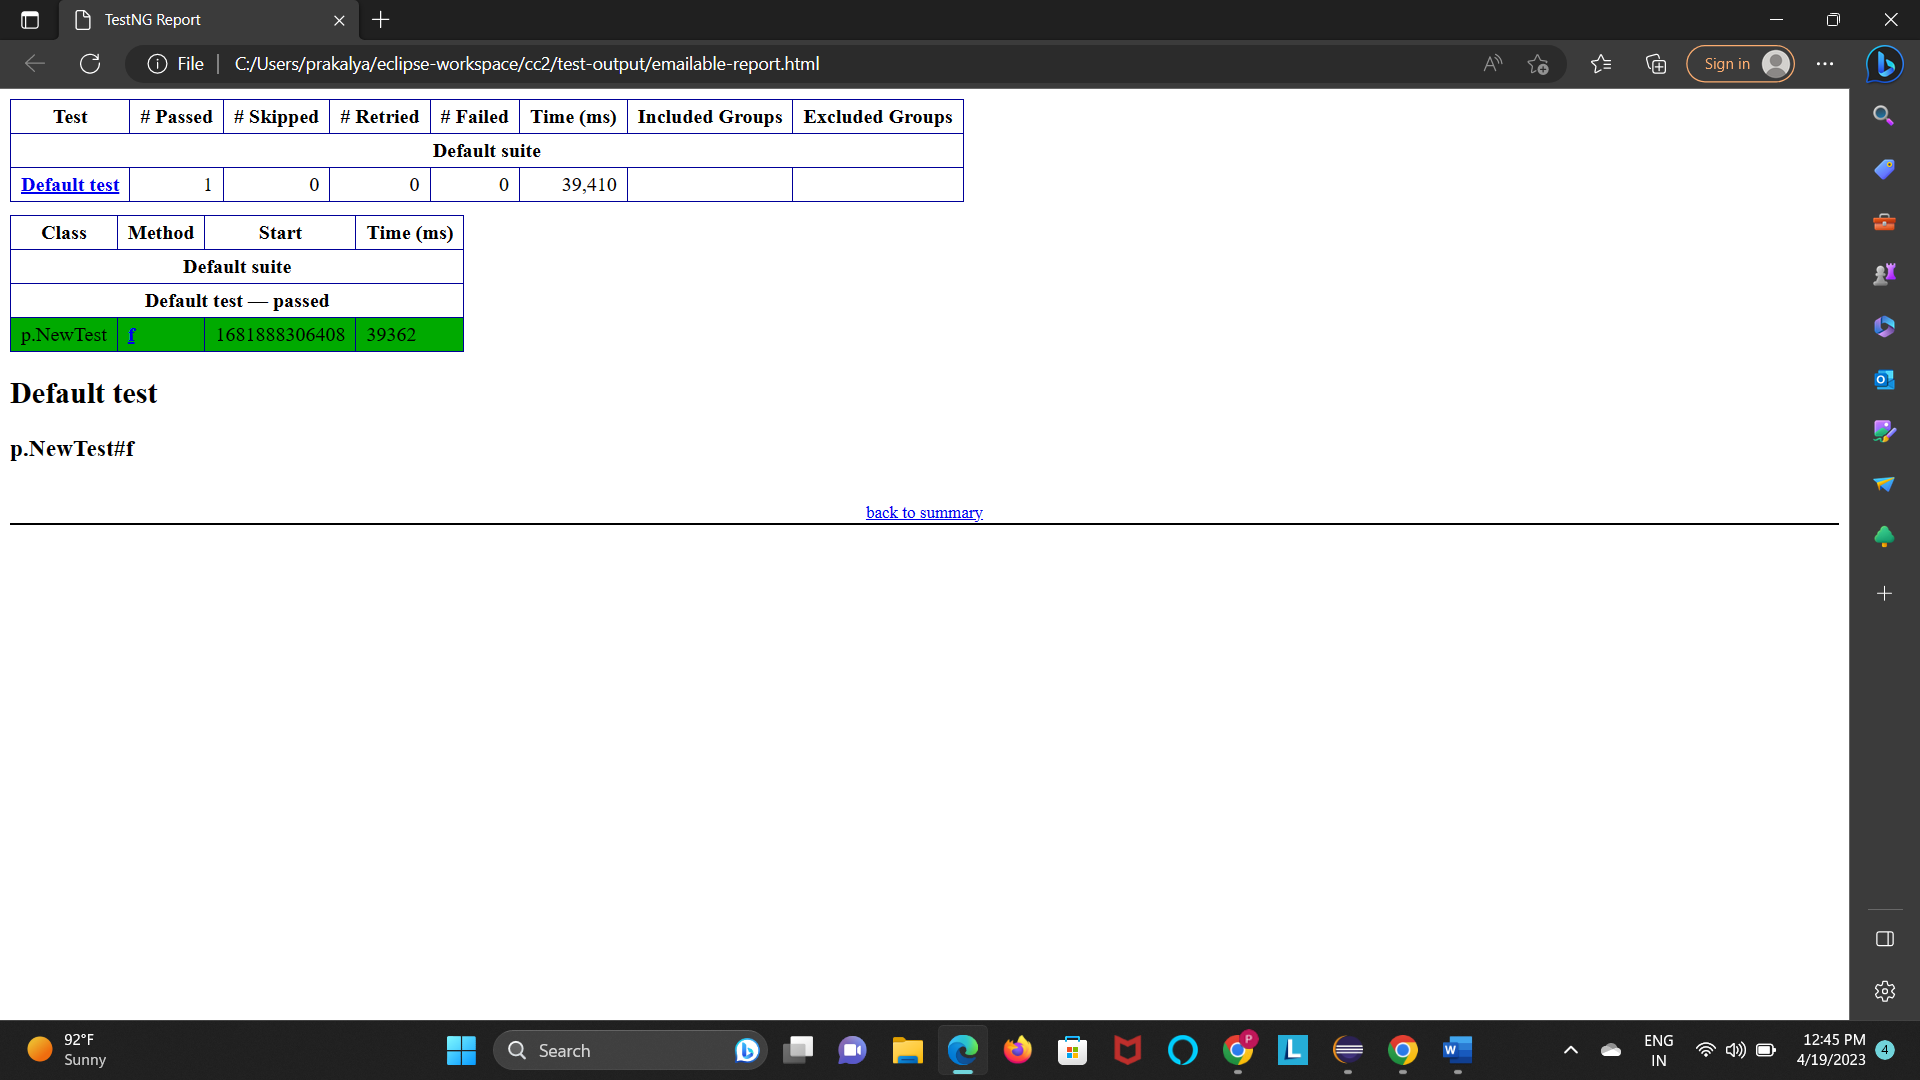 TestNG Report
File C:/Users/prakalya/eclipse-workspace/cc2/test-output/emailable-report.html
Sign in
Test # Passed # Skipped # Retried # Failed Time (ms) Included Groups Excluded Groups
Default suite
Default test 1 0 0 0 39,410
Class Method Start Time (ms)
Default suite
Default test — passed
p.NewTest f 1681888306408 39362
Default test
p.NewTest#f
back to summary
92°F
Sunny
Search
P
L
W
ENG
IN
12:45 PM
4/19/2023
4